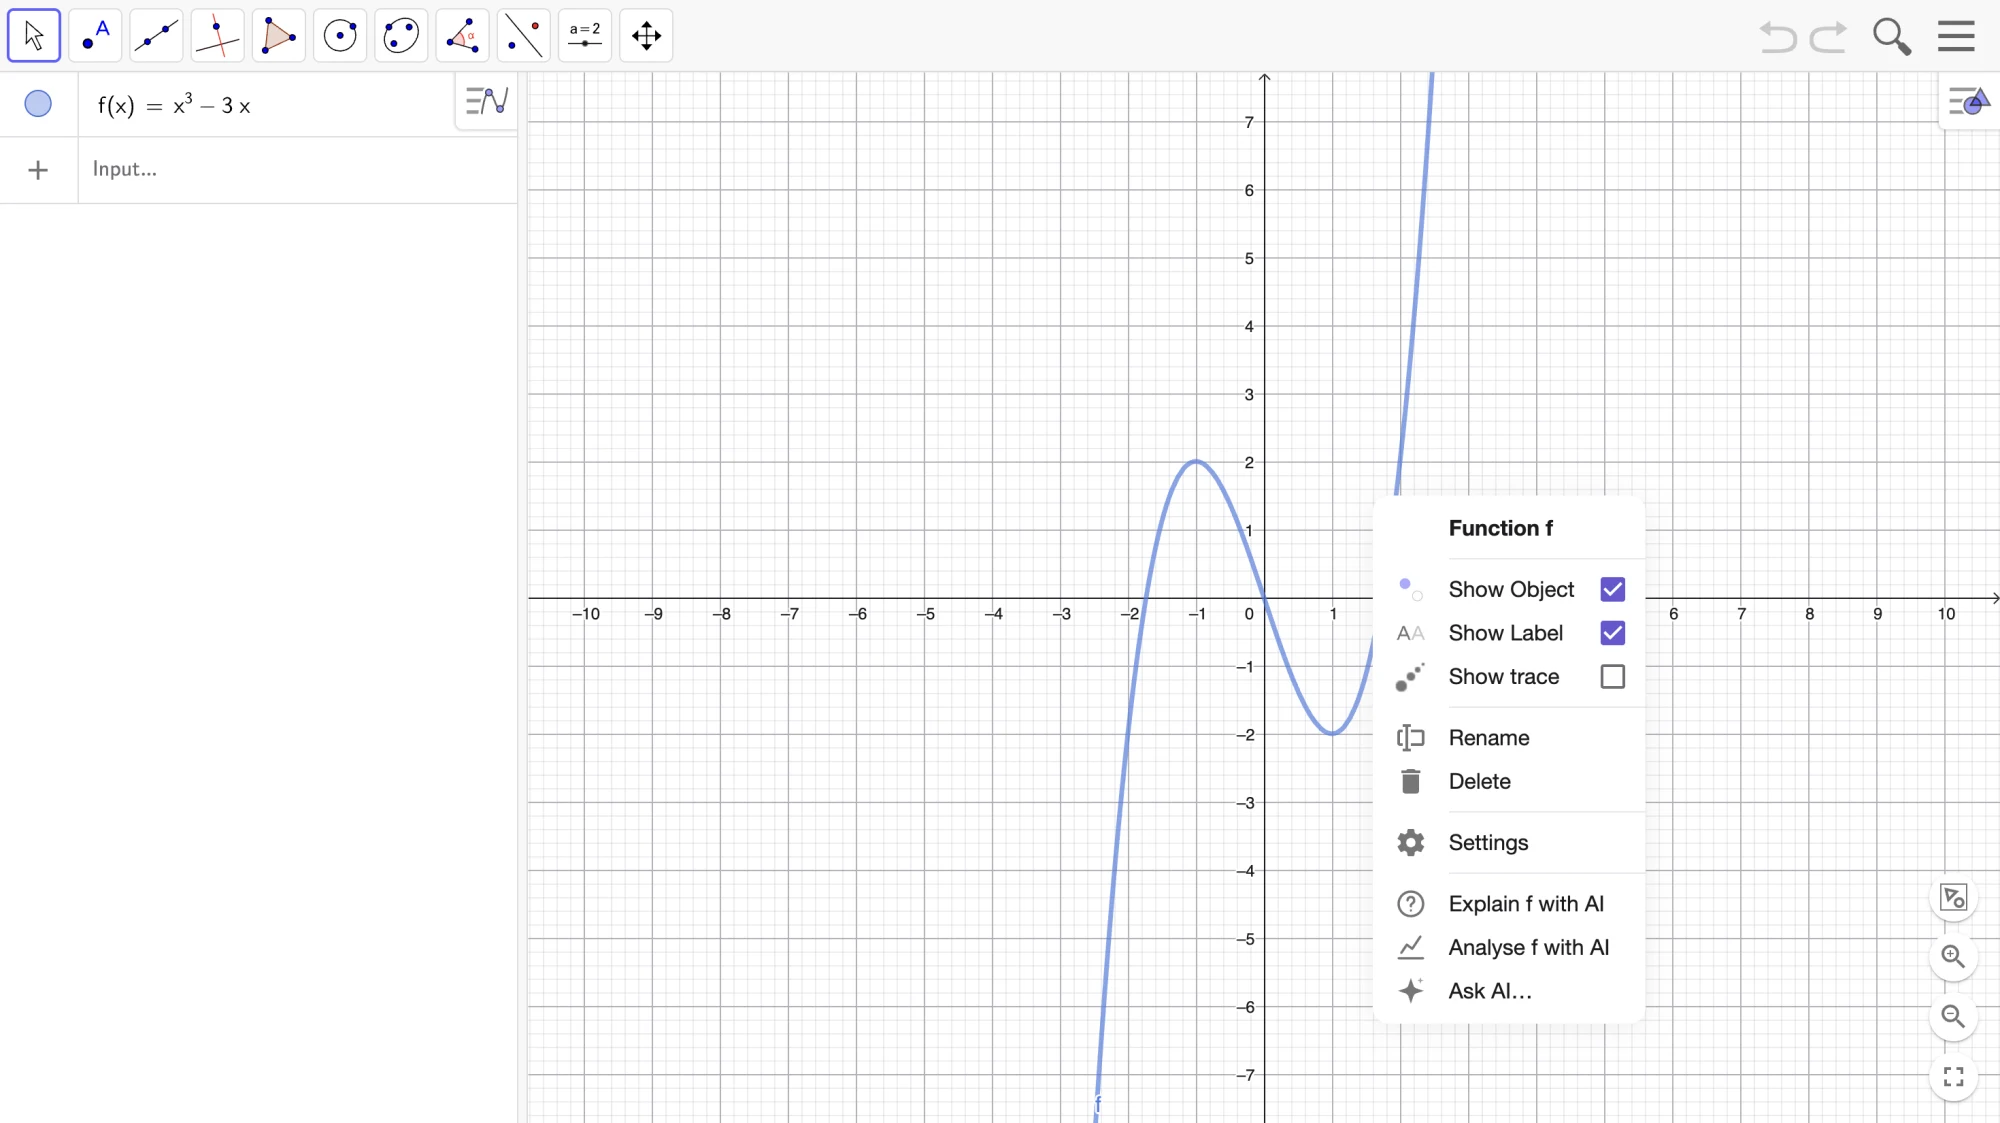 A
α
a=2
f(x) = x³ − 3 x
Input...
7
6
5
4
3
2
1
−10 −9 −8 −7 −6 −5 −4 −3 −2 −1 0 1 6 7 8 9 10
−1
−2
−3
−4
−5
−6
−7
f
Function f
Show Object
AA Show Label
Show trace
Rename
Delete
Settings
Explain f with AI
Analyse f with AI
Ask AI...